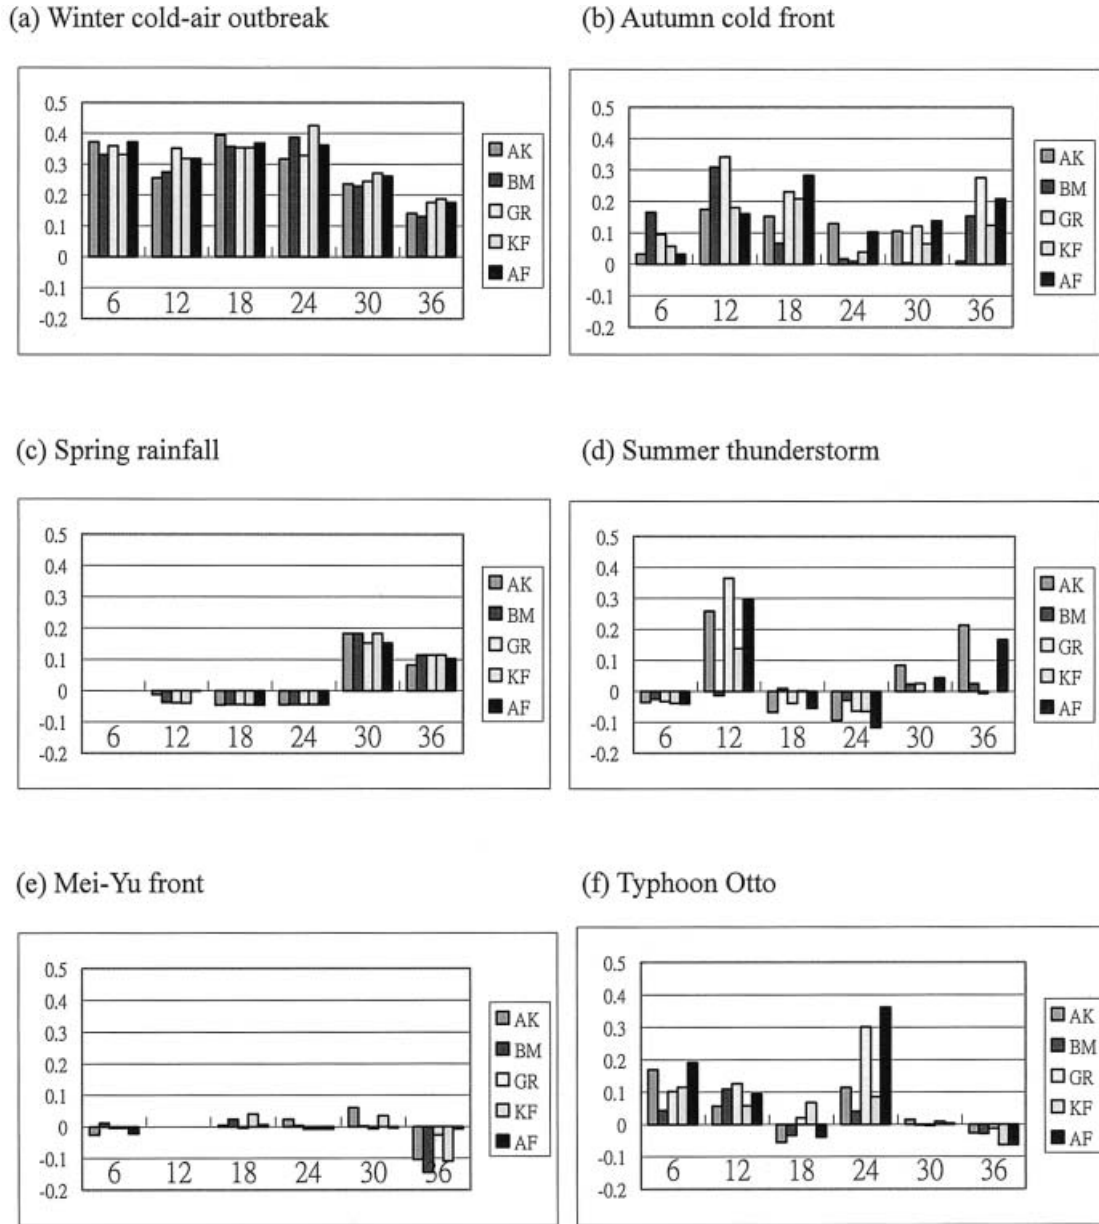 (a) Winter cold-air outbreak
0.5
0.4
0.3
0.2
0.1
0
-0.1
-0.2
6 12 18 24 30 36
AK
BM
GR
KF
AF
(b) Autumn cold front
0.5
0.4
0.3
0.2
0.1
0
-0.1
-0.2
6 12 18 24 30 36
AK
BM
GR
KF
AF
(c) Spring rainfall
0.5
0.4
0.3
0.2
0.1
0
-0.1
-0.2
6 12 18 24 30 36
AK
BM
GR
KF
AF
(d) Summer thunderstorm
0.5
0.4
0.3
0.2
0.1
0
-0.1
-0.2
6 12 18 24 30 36
AK
BM
GR
KF
AF
(e) Mei-Yu front
0.5
0.4
0.3
0.2
0.1
0
-0.1
-0.2
6 12 18 24 30 36
AK
BM
GR
KF
AF
(f) Typhoon Otto
0.5
0.4
0.3
0.2
0.1
0
-0.1
-0.2
6 12 18 24 30 36
AK
BM
GR
KF
AF